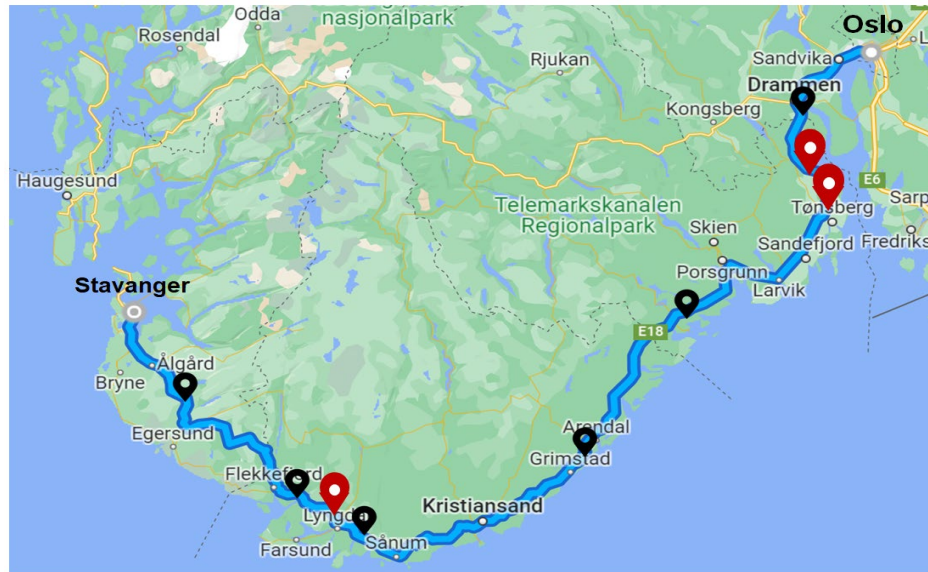 Odda
nasjonalpark
Rosendal
Oslo
Sandvika
Rjukan
Drammen
Kongsberg
Haugesund
E6
Telemarkskanalen
Regionalpark
Sarp
Tønsberg
Skien
Fredriks
Sandefjord
Porsgrunn
Larvik
Stavanger
E18
Ålgård
Bryne
Egersund
Arendal
Grimstad
Flekkefjord
Kristiansand
Lyngda
Farsund
Sånum